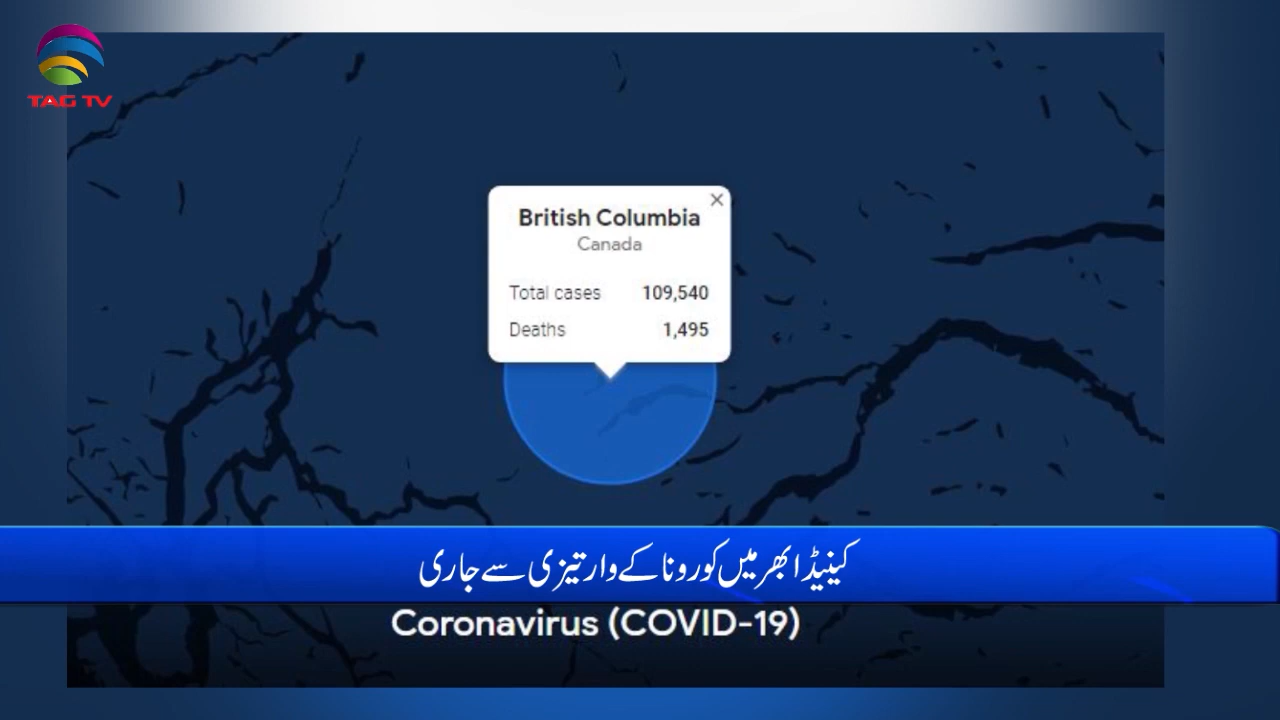 TAG TV
British Columbia
Canada
Total cases 109,540
Deaths 1,495
کینیڈا بھر میں کورونا کے وار تیزی سے جاری
Coronavirus (COVID-19)